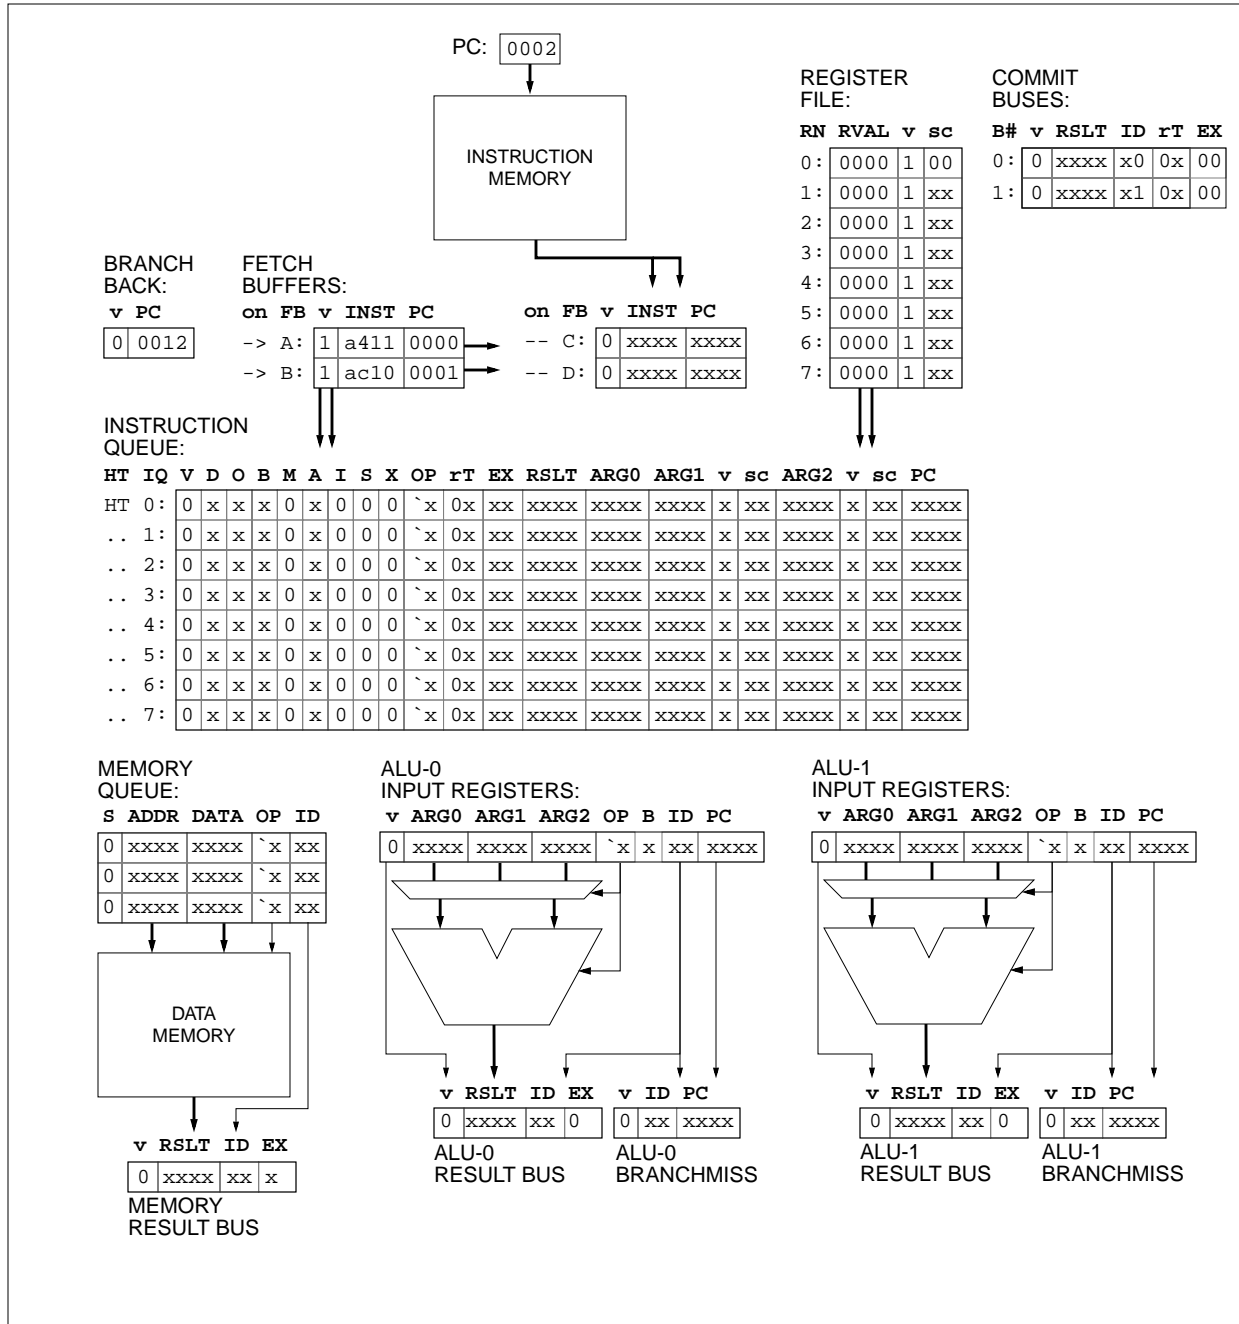 PC: 0002
REGISTER FILE:
COMMIT BUSES:
RN RVAL v sc
B# v RSLT ID rT EX
0: 0000 1 00
0: 0 xxxx x0 0x 00
INSTRUCTION MEMORY
1: 0000 1 xx
1: 0 xxxx x1 0x 00
2: 0000 1 xx
3: 0000 1 xx
4: 0000 1 xx
5: 0000 1 xx
6: 0000 1 xx
7: 0000 1 xx
BRANCH BACK:
v PC
0 0012
FETCH BUFFERS:
on FB v INST PC
-> A: 1 a411 0000
-> B: 1 ac10 0001
on FB v INST PC
-- C: 0 xxxx xxxx
-- D: 0 xxxx xxxx
INSTRUCTION QUEUE:
HT IQ V D O B M A I S X OP rT EX RSLT ARG0 ARG1 v sc ARG2 v sc PC
HT 0: 0 x x x 0 x 0 0 0 `x 0x xx xxxx xxxx xxxx x xx xxxx x xx xxxx
.. 1: 0 x x x 0 x 0 0 0 `x 0x xx xxxx xxxx xxxx x xx xxxx x xx xxxx
.. 2: 0 x x x 0 x 0 0 0 `x 0x xx xxxx xxxx xxxx x xx xxxx x xx xxxx
.. 3: 0 x x x 0 x 0 0 0 `x 0x xx xxxx xxxx xxxx x xx xxxx x xx xxxx
.. 4: 0 x x x 0 x 0 0 0 `x 0x xx xxxx xxxx xxxx x xx xxxx x xx xxxx
.. 5: 0 x x x 0 x 0 0 0 `x 0x xx xxxx xxxx xxxx x xx xxxx x xx xxxx
.. 6: 0 x x x 0 x 0 0 0 `x 0x xx xxxx xxxx xxxx x xx xxxx x xx xxxx
.. 7: 0 x x x 0 x 0 0 0 `x 0x xx xxxx xxxx xxxx x xx xxxx x xx xxxx
MEMORY QUEUE:
S ADDR DATA OP ID
0 xxxx xxxx `x xx
0 xxxx xxxx `x xx
0 xxxx xxxx `x xx
DATA MEMORY
v RSLT ID EX
0 xxxx xx x
MEMORY RESULT BUS
ALU-0
INPUT REGISTERS:
v ARG0 ARG1 ARG2 OP B ID PC
0 xxxx xxxx xxxx `x x xx xxxx
v RSLT ID EX
0 xxxx xx 0
ALU-0
RESULT BUS
v ID PC
0 xx xxxx
ALU-0
BRANCHMISS
ALU-1
INPUT REGISTERS:
v ARG0 ARG1 ARG2 OP B ID PC
0 xxxx xxxx xxxx `x x xx xxxx
v RSLT ID EX
0 xxxx xx 0
ALU-1
RESULT BUS
v ID PC
0 xx xxxx
ALU-1
BRANCHMISS